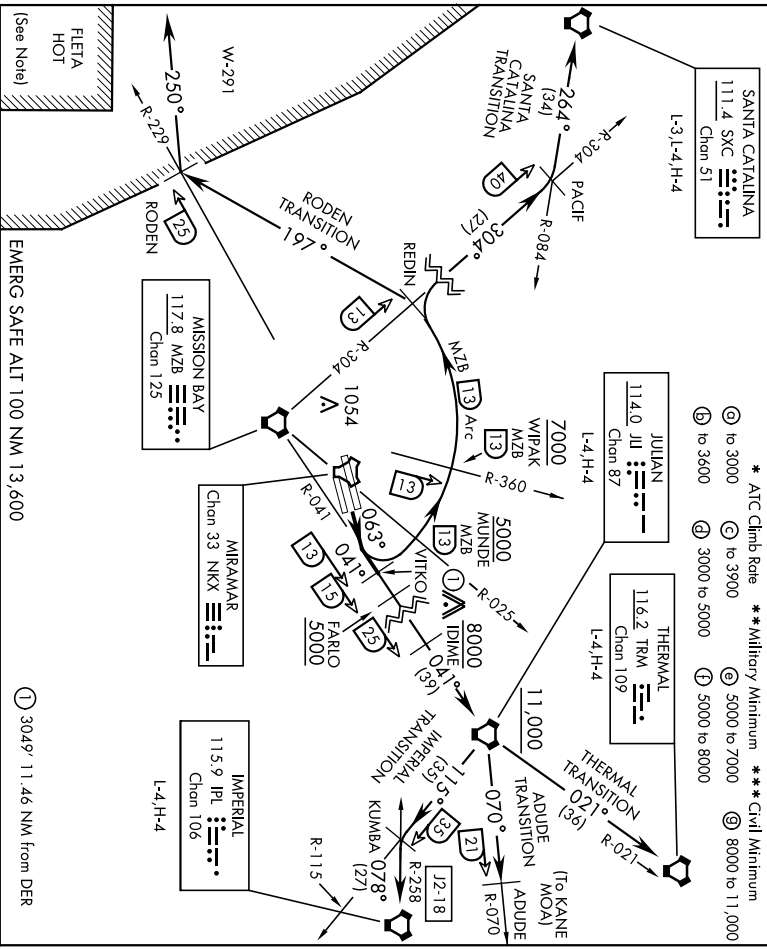 * ATC Climb Rate ** Military Minimum *** Civil Minimum
ⓐ to 3000
ⓑ to 3600
ⓒ to 3900
ⓓ 3000 to 5000
ⓔ 5000 to 7000
ⓕ 5000 to 8000
ⓖ 8000 to 11,000
SANTA CATALINA
111.4 SXC
Chan 51
L-3,L-4,H-4
JULIAN
114.0 JLI
Chan 87
L-4,H-4
THERMAL
116.2 TRM
Chan 109
L-4,H-4
SANTA
CATALINA
TRANSITION
264°
(34)
R-304
PACIF
R-084
40
304°
(27)
REDIN
MZB 13 Arc
7000
WIPAK
MZB
13
R-360
13
5000
MUNDE
MZB
13
R-025
VITKO
063°
041°
R-041
13
15
25
FARLO
5000
①
8000
IDIME
041°
(39)
11,000
THERMAL
TRANSITION
021°
(36)
R-021
ADUDE
TRANSITION
070°
21
ADUDE
R-070
(To KANE
MOA)
IMPERIAL
TRANSITION
115°
(35)
35
KUMBA
078°
(27)
R-258
J2-18
R-115
W-291
250°
R-229
RODEN
25
RODEN
TRANSITION
197°
13
R-304
1054
FLETA
HOT
(See Note)
MISSION BAY
117.8 MZB
Chan 125
MIRAMAR
Chan 33 NKX
IMPERIAL
115.9 IPL
Chan 106
L-4,H-4
EMERG SAFE ALT 100 NM 13,600
① 3049' 11.46 NM from DER